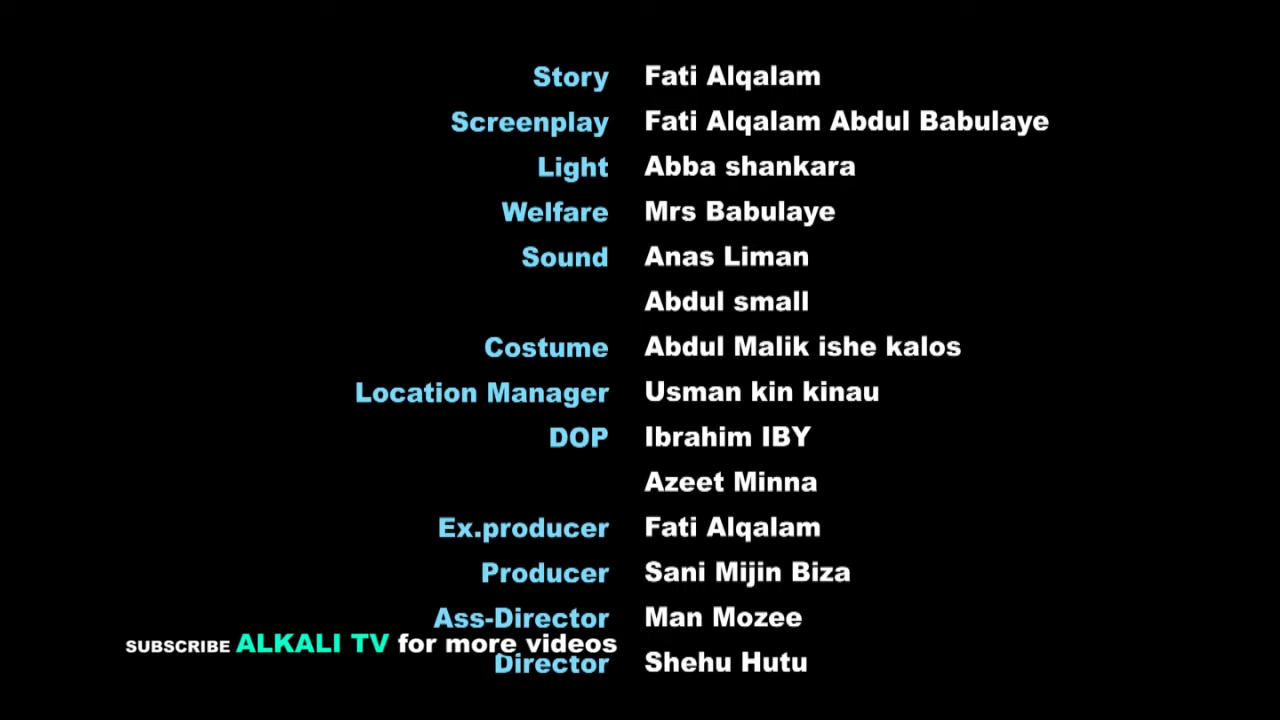 Story Fati Alqalam
Screenplay Fati Alqalam Abdul Babulaye
Light Abba shankara
Welfare Mrs Babulaye
Sound Anas Liman
Abdul small
Costume Abdul Malik ishe kalos
Location Manager Usman kin kinau
DOP Ibrahim IBY
Azeet Minna
Ex.producer Fati Alqalam
Producer Sani Mijin Biza
Ass-Director Man Mozee
SUBSCRIBE ALKALI TV for more videos
Director Shehu Hutu